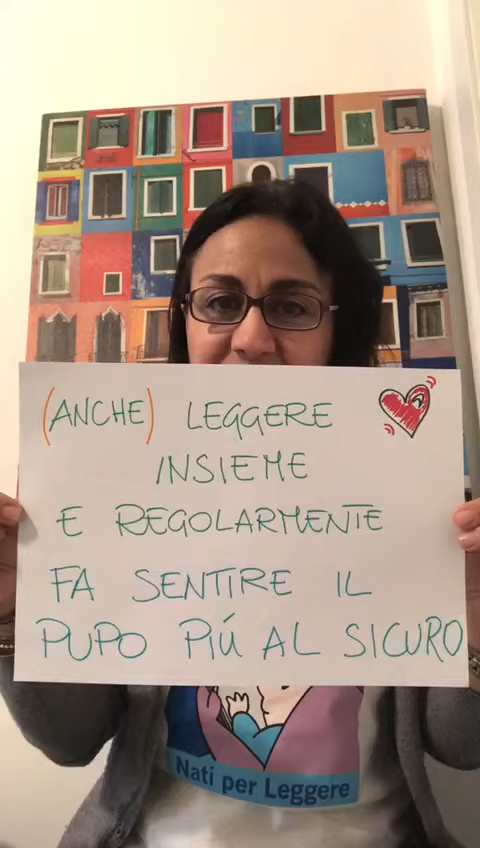 (ANCHE) LEGGERE
INSIEME
E REGOLARMENTE
FA SENTIRE IL
PUPO PIÚ AL SICURO
Nati per Leggere